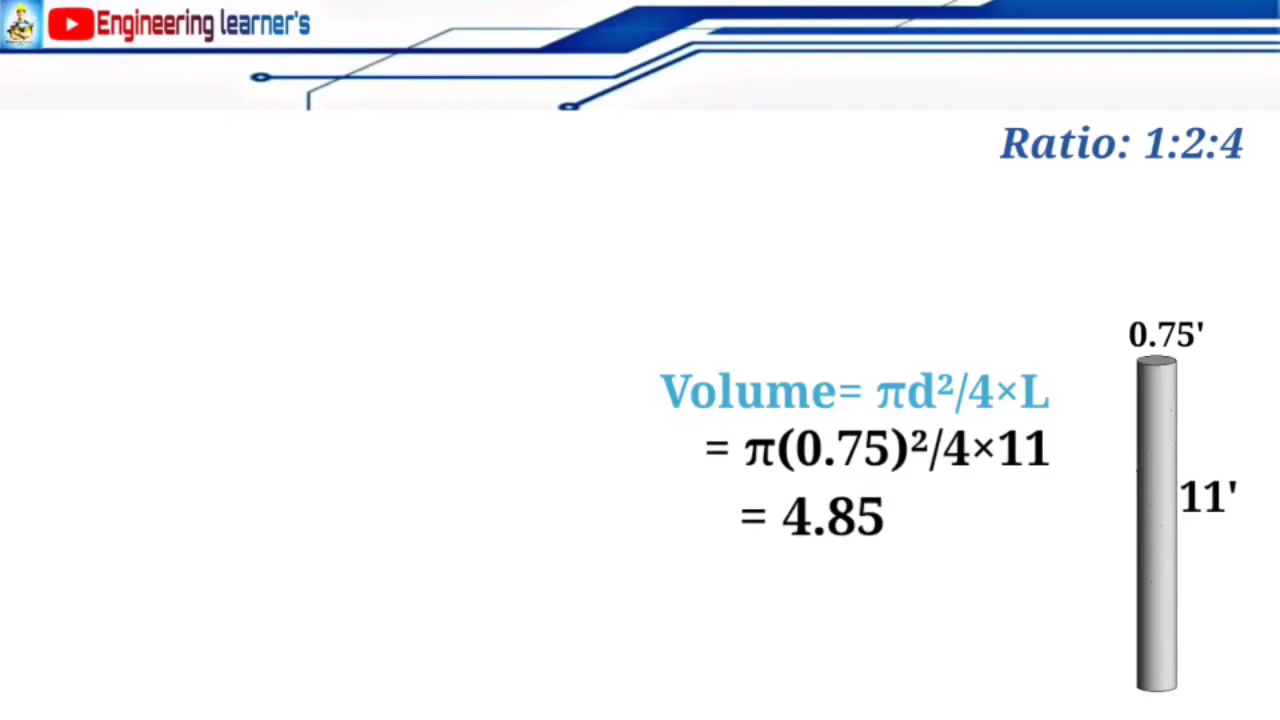 Engineering learner's
Ratio: 1:2:4
0.75'
Volume= πd²/4×L
= π(0.75)²/4×11
11'
= 4.85